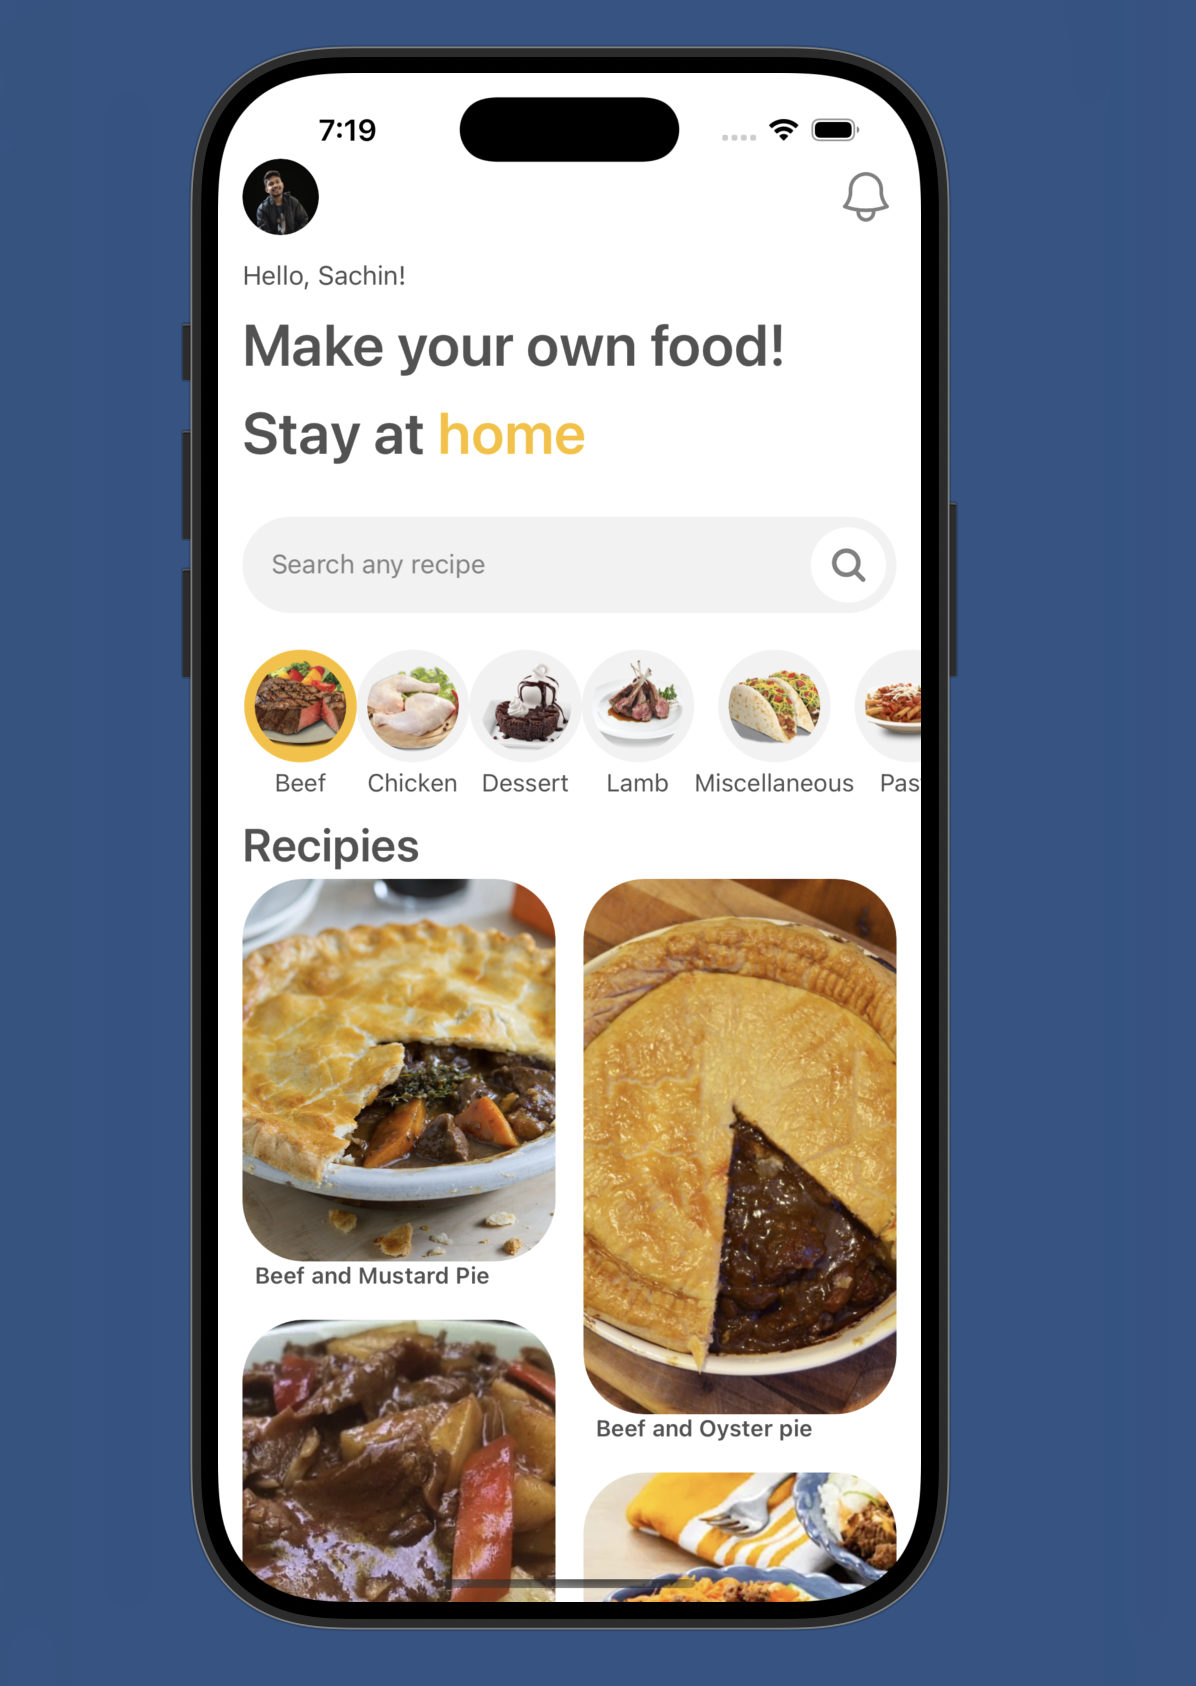 7:19
Hello, Sachin!
Make your own food!
Stay at home
Search any recipe
Beef Chicken Dessert Lamb Miscellaneous Pas
Recipies
Beef and Mustard Pie
Beef and Oyster pie